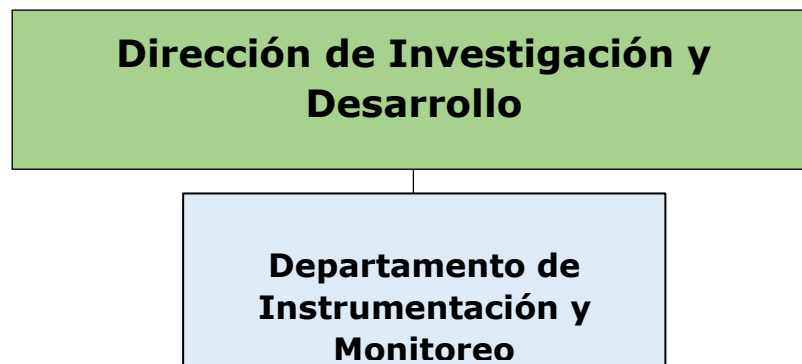 Dirección de Investigación y
Desarrollo
Departamento de
Instrumentación y
Monitoreo